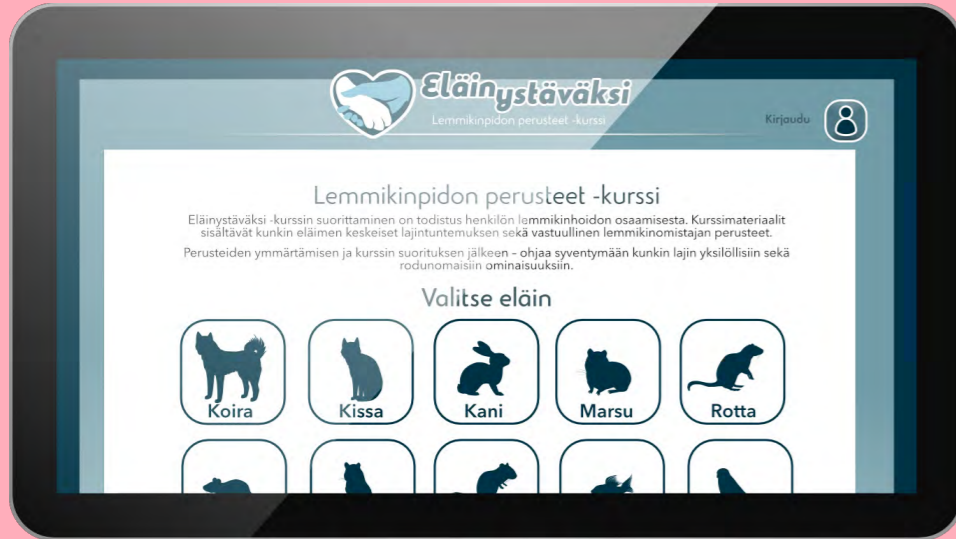 Eläinystäväksi
Lemmikinpidon perusteet -kurssi
Kirjaudu
Lemmikinpidon perusteet -kurssi
Eläinystäväksi -kurssin suorittaminen on todistus henkilön lemmikinhoidon osaamisesta. Kurssimateriaalit
sisältävät kunkin eläimen keskeiset lajintuntemuksen sekä vastuullinen lemmikinomistajan perusteet.
Perusteiden ymmärtämisen ja kurssin suorituksen jälkeen - ohjaa syventymään kunkin lajin yksilöllisiin sekä
rodunomaisiin ominaisuuksiin.
Valitse eläin
Koira Kissa Kani Marsu Rotta